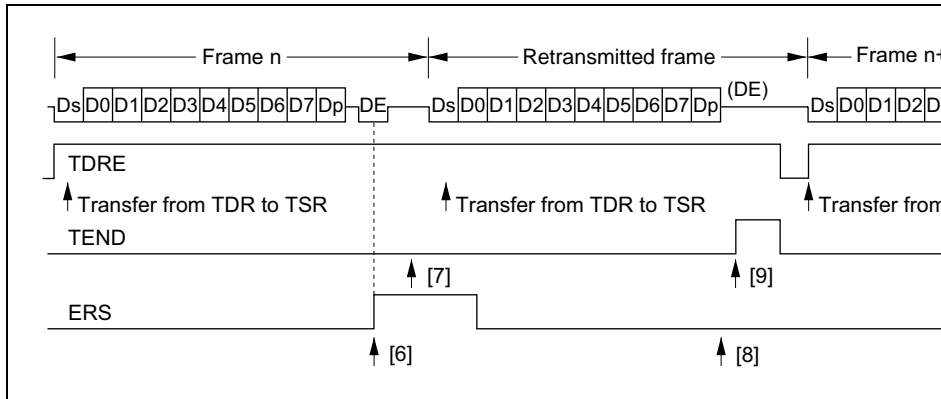 Frame n Retransmitted frame Frame n+
Ds D0 D1 D2 D3 D4 D5 D6 D7 Dp DE Ds D0 D1 D2 D3 D4 D5 D6 D7 Dp (DE) Ds D0 D1 D2 D
TDRE
Transfer from TDR to TSR Transfer from TDR to TSR Transfer from
TEND
[7] [9]
ERS
[6] [8]